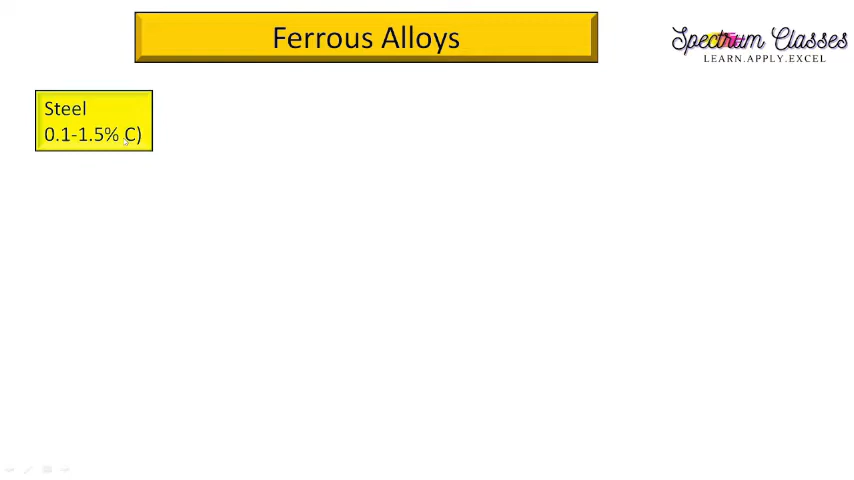 Ferrous Alloys
Spectrum Classes
LEARN.APPLY.EXCEL
Steel
0.1-1.5% C)